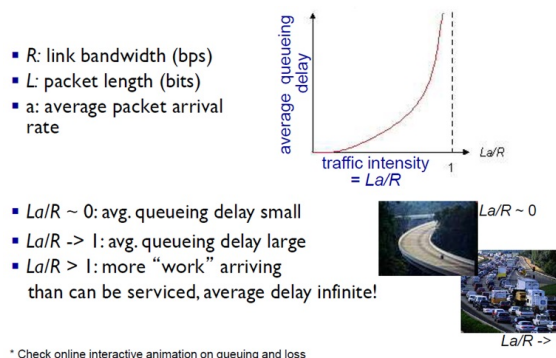 ▪ R: link bandwidth (bps)
▪ L: packet length (bits)
▪ a: average packet arrival
rate
average queueing
delay
traffic intensity
= La/R
1
La/R
▪ La/R ~ 0: avg. queueing delay small
▪ La/R -> 1: avg. queueing delay large
▪ La/R > 1: more “work” arriving
than can be serviced, average delay infinite!
La/R ~ 0
La/R ->
* Check online interactive animation on queuing and loss